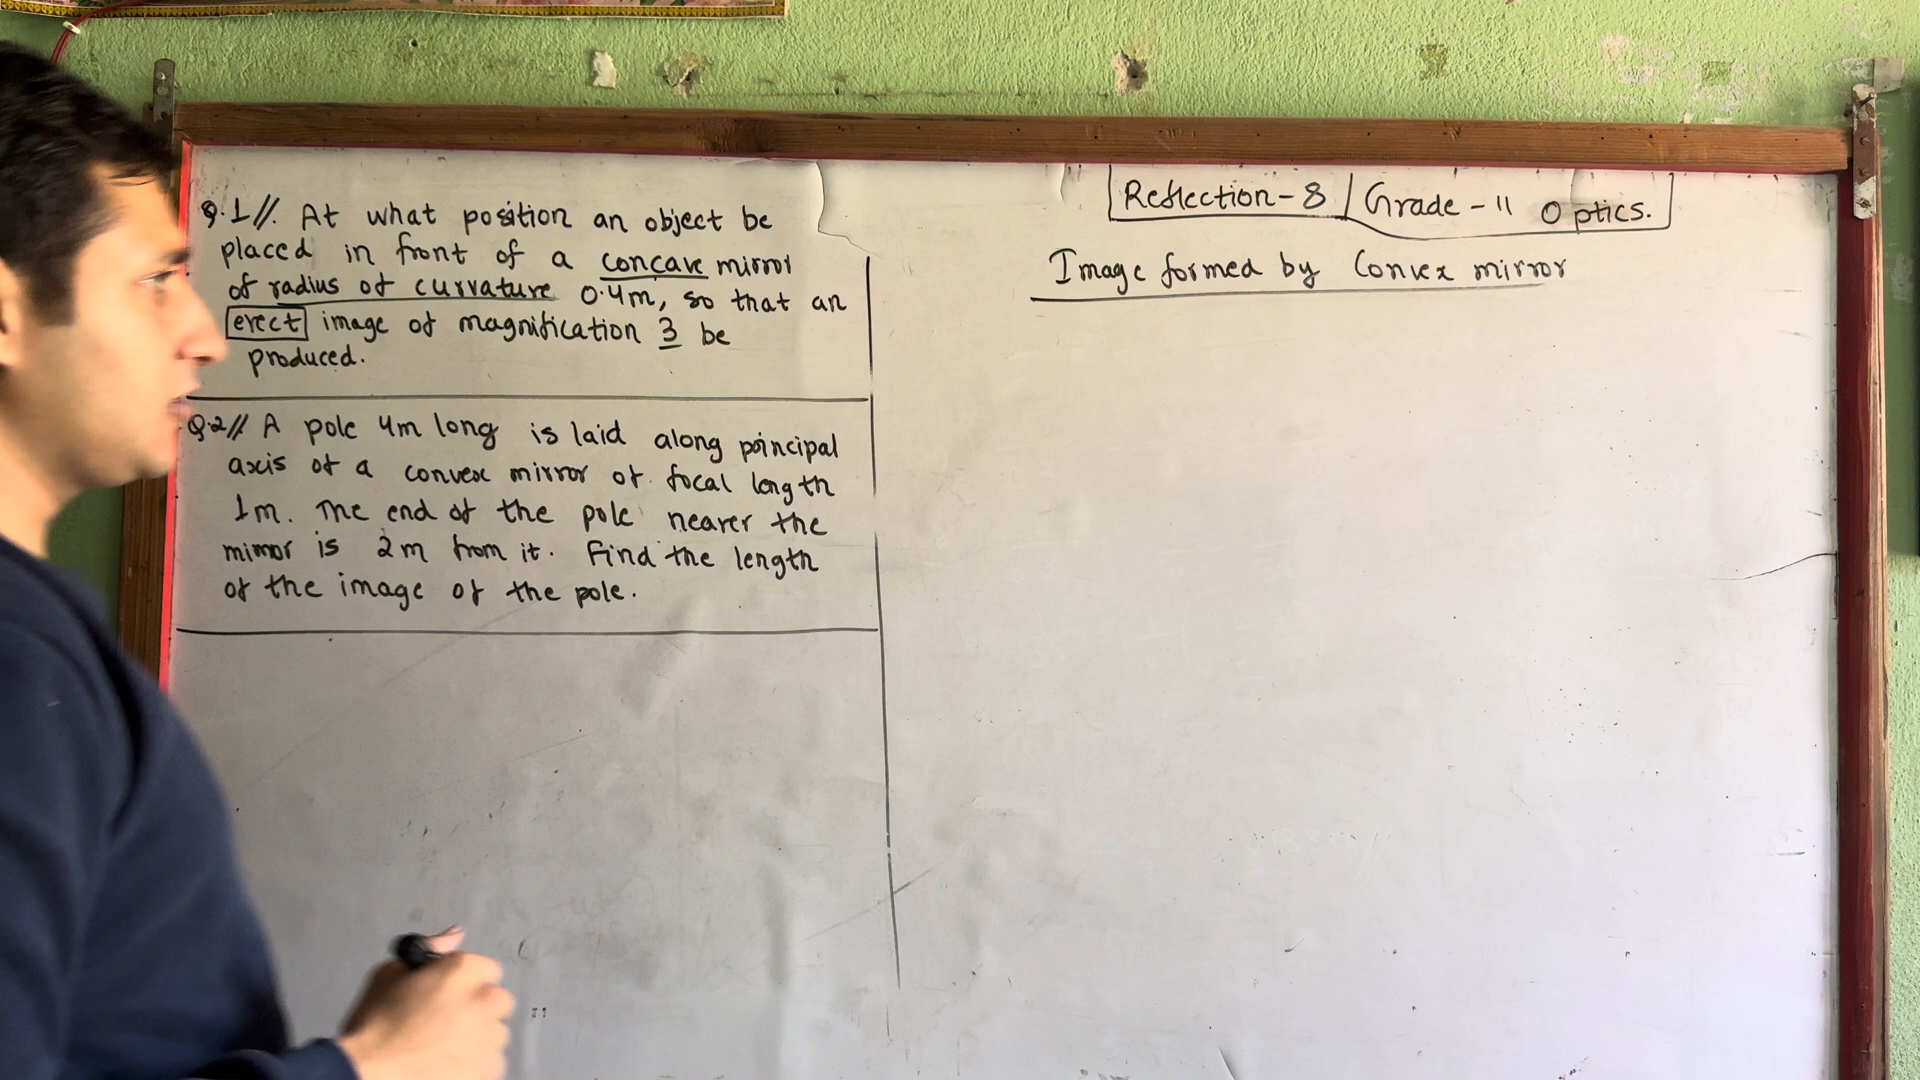 Q.1//. At what position an object be
placed in front of a concave mirror
of radius of curvature 0.4m, so that an
erect image of magnification 3 be
produced.
Q.2// A pole 4m long is laid along principal
axis of a convex mirror of focal length
1m. The end of the pole nearer the
mirror is 2m from it. Find the length
of the image of the pole.
Reflection-8 Grade-11 Optics.
Image formed by Convex mirror